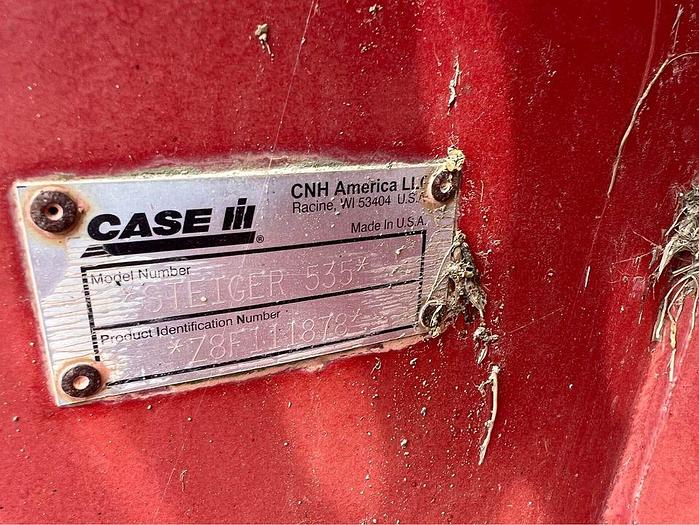 CNH America LLC
Racine, WI 53404 U.S.A.
CASE IH®
Made in U.S.A.
Model Number
*STEIGER 535*
Product Identification Number
*Z8F111878*